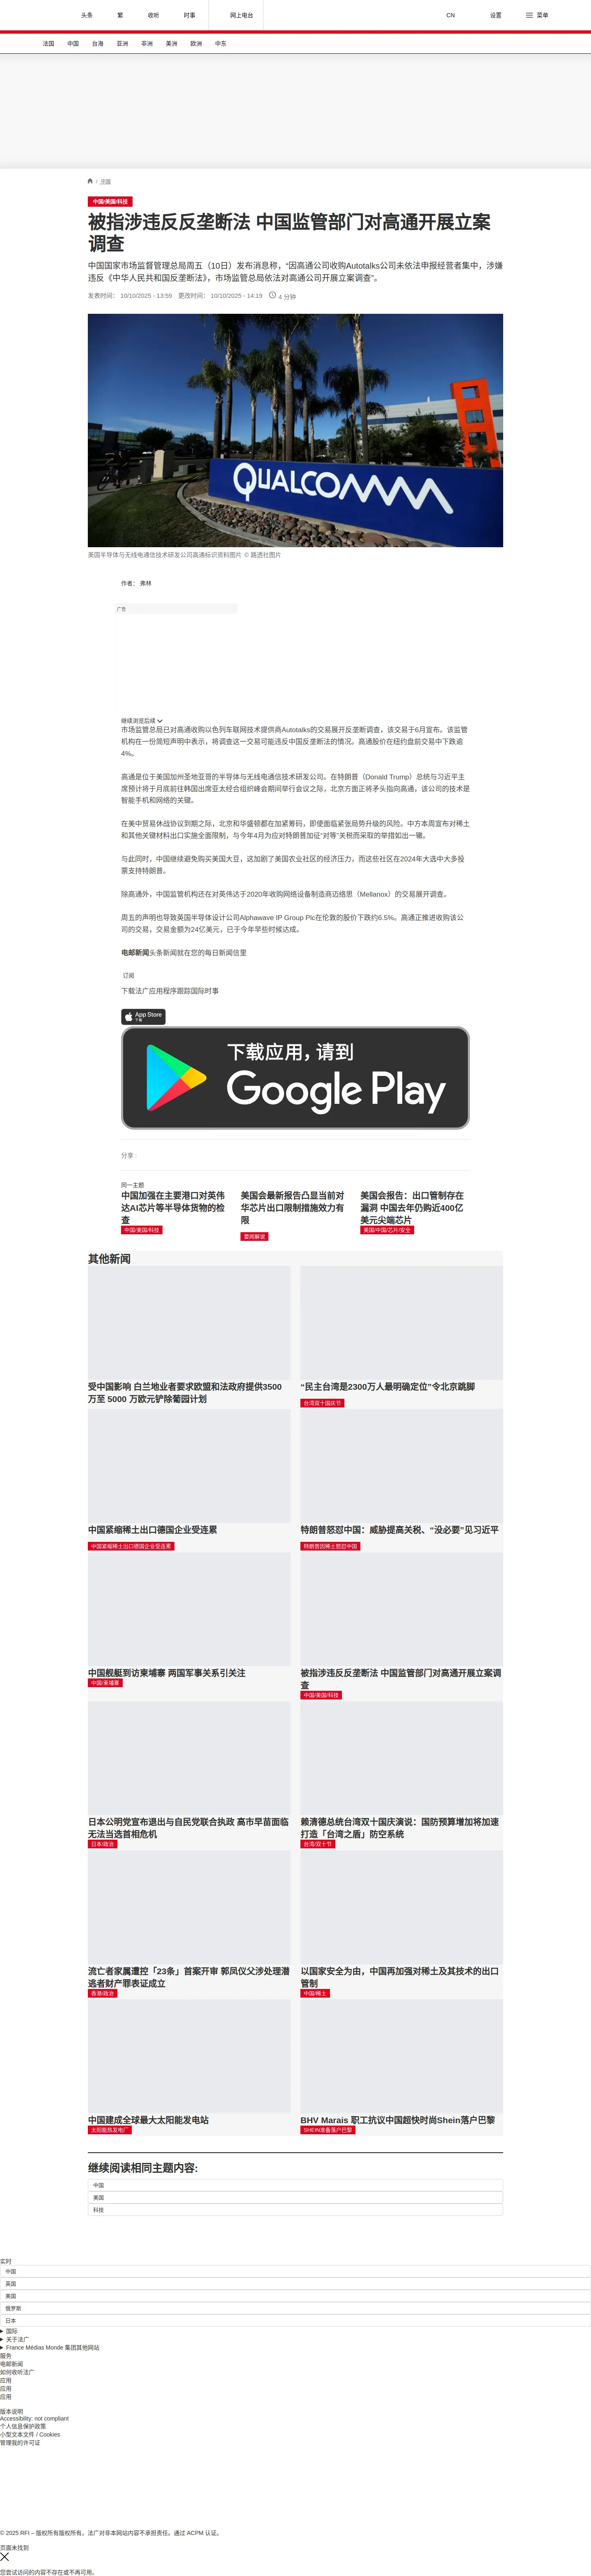 头条
繁
收听
时事
网上电台
CN
设置
菜单
法国
中国
台海
亚洲
非洲
美洲
欧洲
中东
/ 中国
中国/美国/科技
被指涉违反反垄断法 中国监管部门对高通开展立案
调查
中国国家市场监督管理总局周五（10日）发布消息称，“因高通公司收购Autotalks公司未依法申报经营者集中，涉嫌
违反《中华人民共和国反垄断法》，市场监管总局依法对高通公司开展立案调查”。
发表时间： 10/10/2025 - 13:59 更改时间： 10/10/2025 - 14:19 4 分钟
QUALCOMM
美国半导体与无线电通信技术研发公司高通标识资料图片 © 路透社图片
作者： 弗林
广告
继续浏览后续
市场监管总局已对高通收购以色列车联网技术提供商Autotalks的交易展开反垄断调查，该交易于6月宣布。该监管
机构在一份简短声明中表示，将调查这一交易可能违反中国反垄断法的情况。高通股价在纽约盘前交易中下跌逾
4%。
高通是位于美国加州圣地亚哥的半导体与无线电通信技术研发公司。在特朗普（Donald Trump）总统与习近平主
席预计将于月底前往韩国出席亚太经合组织峰会期间举行会议之际，北京方面正将矛头指向高通，该公司的技术是
智能手机和网络的关键。
在美中贸易休战协议到期之际，北京和华盛顿都在加紧筹码，即便面临紧张局势升级的风险。中方本周宣布对稀土
和其他关键材料出口实施全面限制，与今年4月为应对特朗普加征“对等”关税而采取的举措如出一辙。
与此同时，中国继续避免购买美国大豆，这加剧了美国农业社区的经济压力，而这些社区在2024年大选中大多投
票支持特朗普。
除高通外，中国监管机构还在对英伟达于2020年收购网络设备制造商迈络思（Mellanox）的交易展开调查。
周五的声明也导致英国半导体设计公司Alphawave IP Group Plc在伦敦的股价下跌约6.5%。高通正推进收购该公
司的交易，交易金额为24亿美元，已于今年早些时候达成。
电邮新闻头条新闻就在您的每日新闻信里
订阅
下载法广应用程序跟踪国际时事
App Store
下载
下载应用，请到
Google Play
分享 :
同一主题
中国加强在主要港口对英伟
达AI芯片等半导体货物的检
查
中国/美国/科技
美国会最新报告凸显当前对
华芯片出口限制措施效力有
限
要闻解说
美国会报告：出口管制存在
漏洞 中国去年仍购近400亿
美元尖端芯片
美国/中国/芯片/安全
其他新闻
受中国影响 白兰地业者要求欧盟和法政府提供3500
万至 5000 万欧元铲除葡园计划
“民主台湾是2300万人最明确定位”令北京跳脚
台湾双十国庆节
中国紧缩稀土出口德国企业受连累
中国紧缩稀土出口德国企业受连累
特朗普怒怼中国：威胁提高关税、“没必要”见习近平
特朗普因稀土怒怼中国
中国舰艇到访柬埔寨 两国军事关系引关注
中国/柬埔寨
被指涉违反反垄断法 中国监管部门对高通开展立案调
查
中国/美国/科技
日本公明党宣布退出与自民党联合执政 高市早苗面临
无法当选首相危机
日本/政治
赖清德总统台湾双十国庆演说：国防预算增加将加速
打造「台湾之盾」防空系统
台湾/双十节
流亡者家属遭控「23条」首案开审 郭凤仪父涉处理潜
逃者财产罪表证成立
香港/政治
以国家安全为由，中国再加强对稀土及其技术的出口
管制
中国/稀土
中国建成全球最大太阳能发电站
太阳能热发电厂
BHV Marais 职工抗议中国超快时尚Shein落户巴黎
SHEIN准备落户巴黎
继续阅读相同主题内容:
中国
美国
科技
实时
中国
英国
美国
俄罗斯
日本
国际
关于法广
France Médias Monde 集团其他网站
服务
电邮新闻
如何收听法广
应用
应用
应用
版本说明
Accessibility: not compliant
个人信息保护政策
小型文本文件 / Cookies
管理我的许可证
© 2025 RFI – 版权所有版权所有。法广对非本网站内容不承担责任。通过 ACPM 认证。
页面未找到
您尝试访问的内容不存在或不再可用。